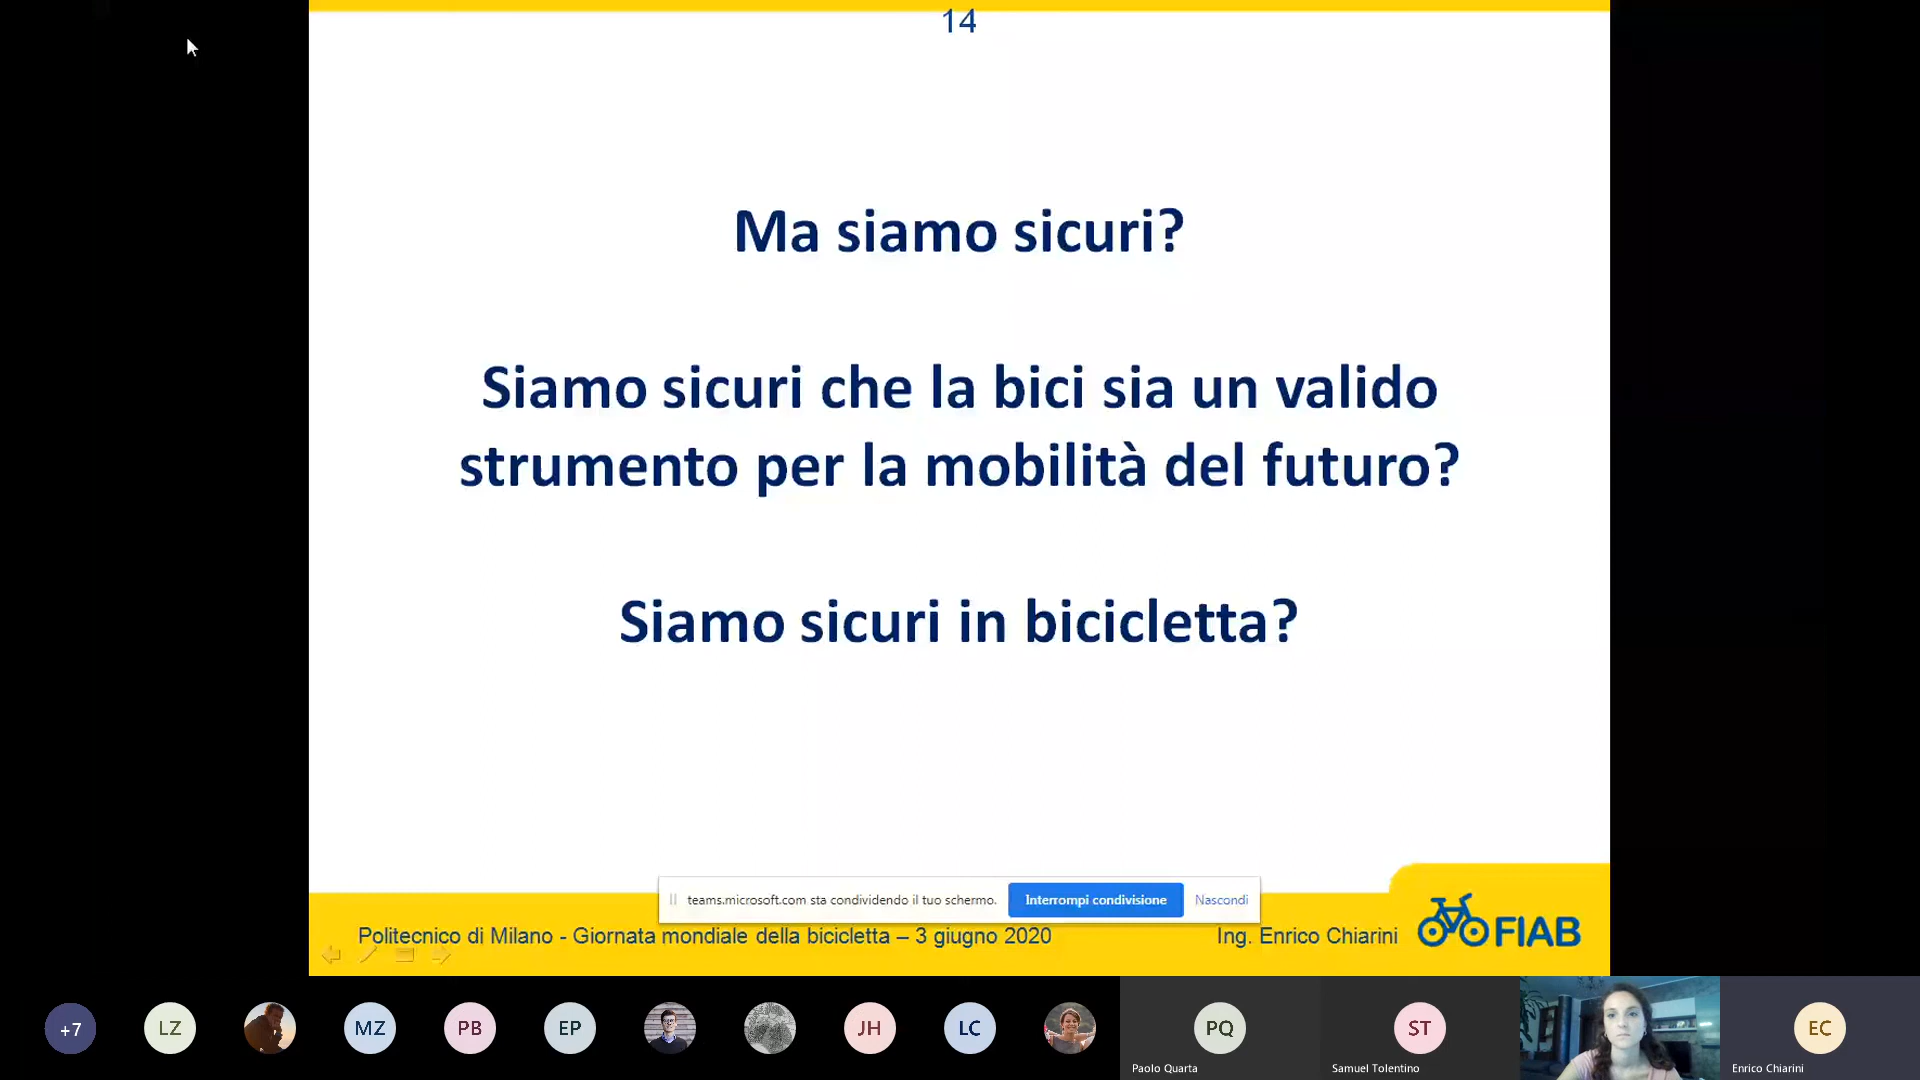 14
Ma siamo sicuri?
Siamo sicuri che la bici sia un valido
strumento per la mobilità del futuro?
Siamo sicuri in bicicletta?
teams.microsoft.com sta condividendo il tuo schermo.
Interrompi condivisione
Nascondi
Politecnico di Milano - Giornata mondiale della bicicletta – 3 giugno 2020
Ing. Enrico Chiarini
FIAB
+7
LZ
MZ
PB
EP
JH
LC
PQ
Paolo Quarta
ST
Samuel Tolentino
EC
Enrico Chiarini